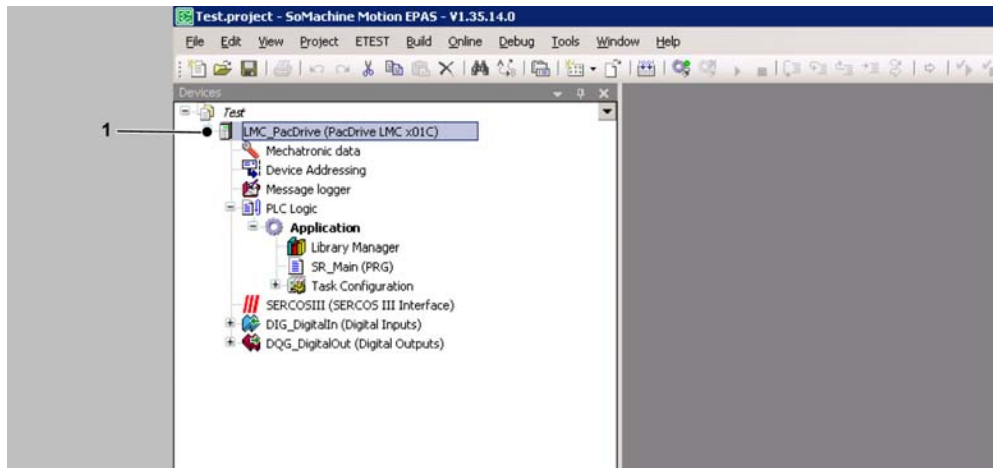 Test.project - SoMachine Motion EPAS - V1.35.14.0
File Edit View Project ETEST Build Online Debug Tools Window Help
Devices
Test
1
LMC_PacDrive (PacDrive LMC x01C)
Mechatronic data
Device Addressing
Message logger
PLC Logic
Application
Library Manager
SR_Main (PRG)
Task Configuration
SERCOSIII (SERCOS III Interface)
DIG_DigitalIn (Digital Inputs)
DQG_DigitalOut (Digital Outputs)